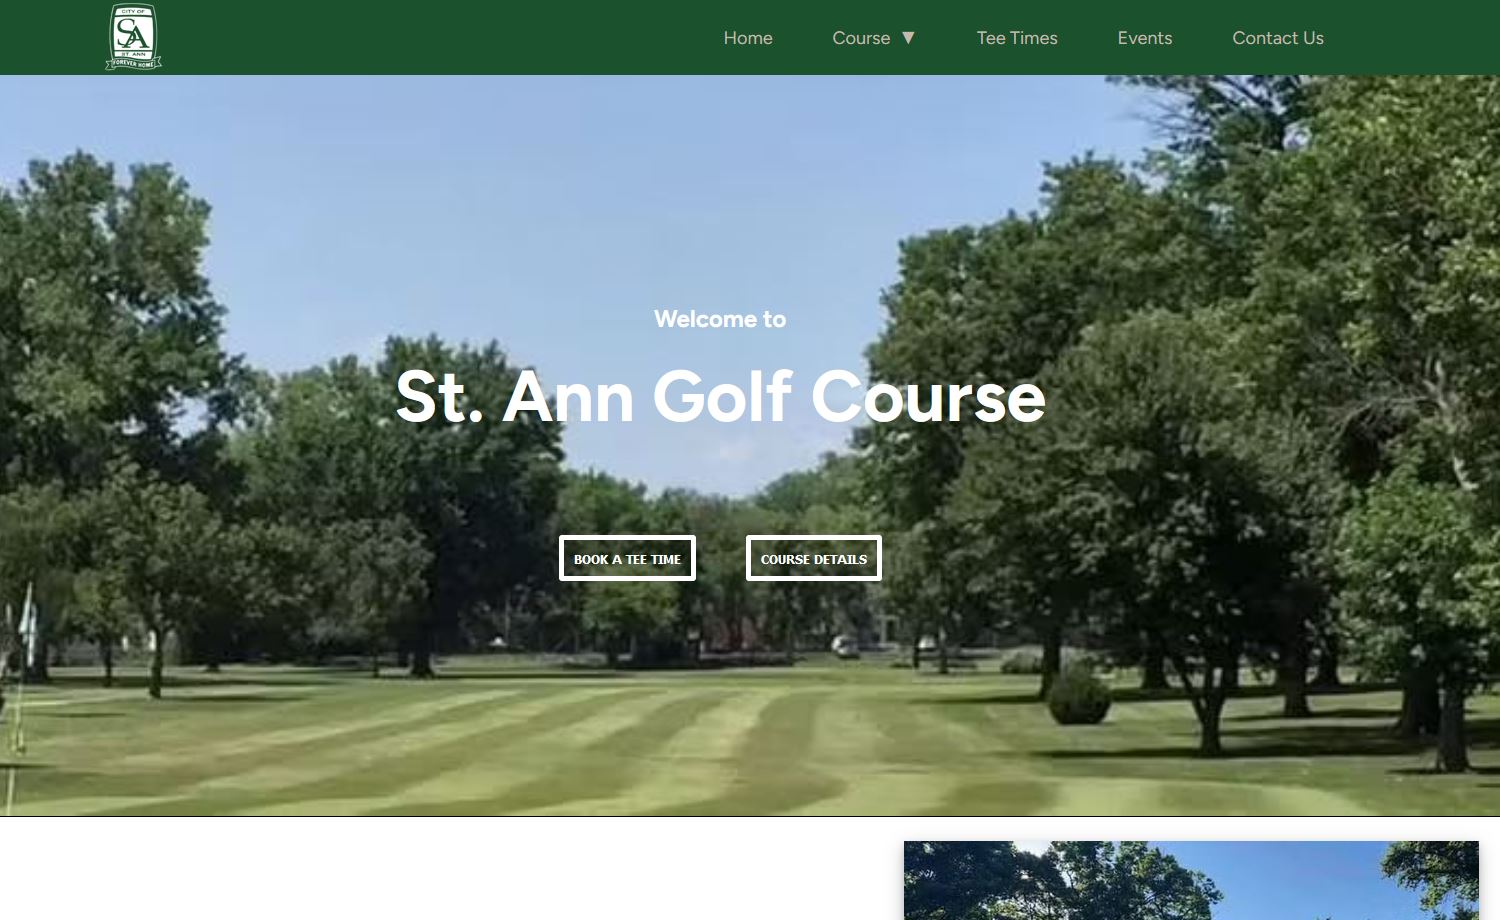 CITY OF
SA
ST. ANN
FOREVER HOME
Home
Course ▼
Tee Times
Events
Contact Us
Welcome to
St. Ann Golf Course
BOOK A TEE TIME
COURSE DETAILS